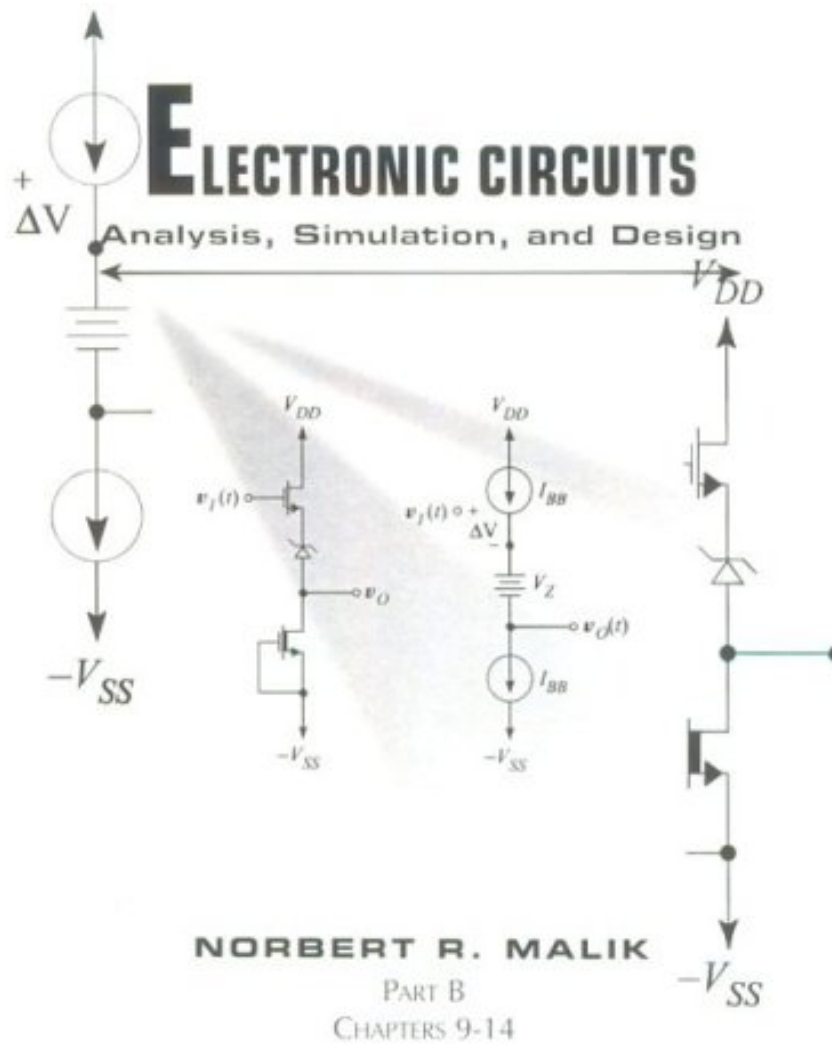 ELECTRONIC CIRCUITS
+
ΔV
Analysis, Simulation, and Design
V_DD
V_DD
V_DD
v_I(t)
I_BB
v_I(t) +
ΔV
-
V_Z
v_O
v_O(t)
I_BB
-V_SS
-V_SS
-V_SS
NORBERT R. MALIK
-V_SS
PART B
CHAPTERS 9-14